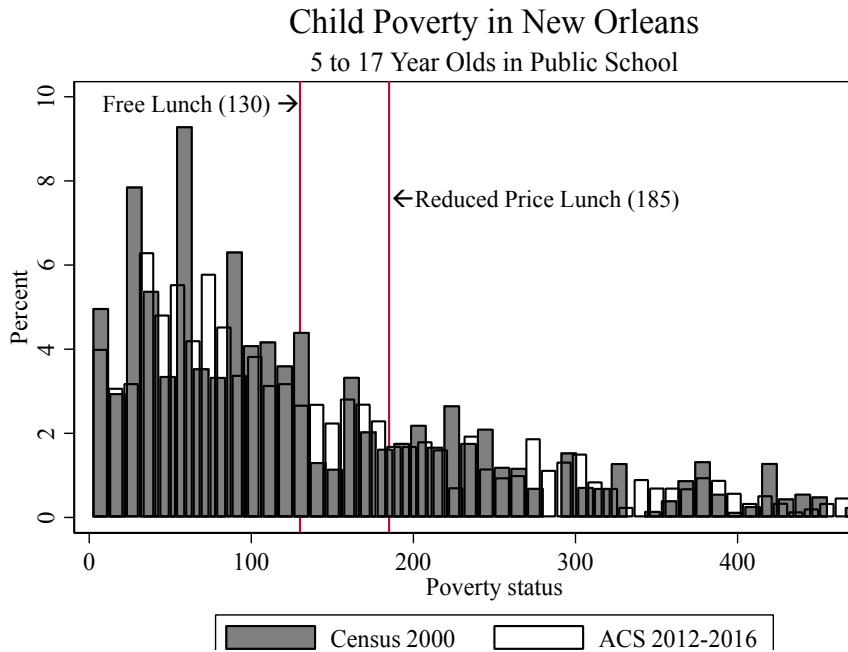 Child Poverty in New Orleans
5 to 17 Year Olds in Public School
Free Lunch (130) →
←Reduced Price Lunch (185)
Percent
10
8
6
4
2
0
0 100 200 300 400
Poverty status
Census 2000 ACS 2012-2016